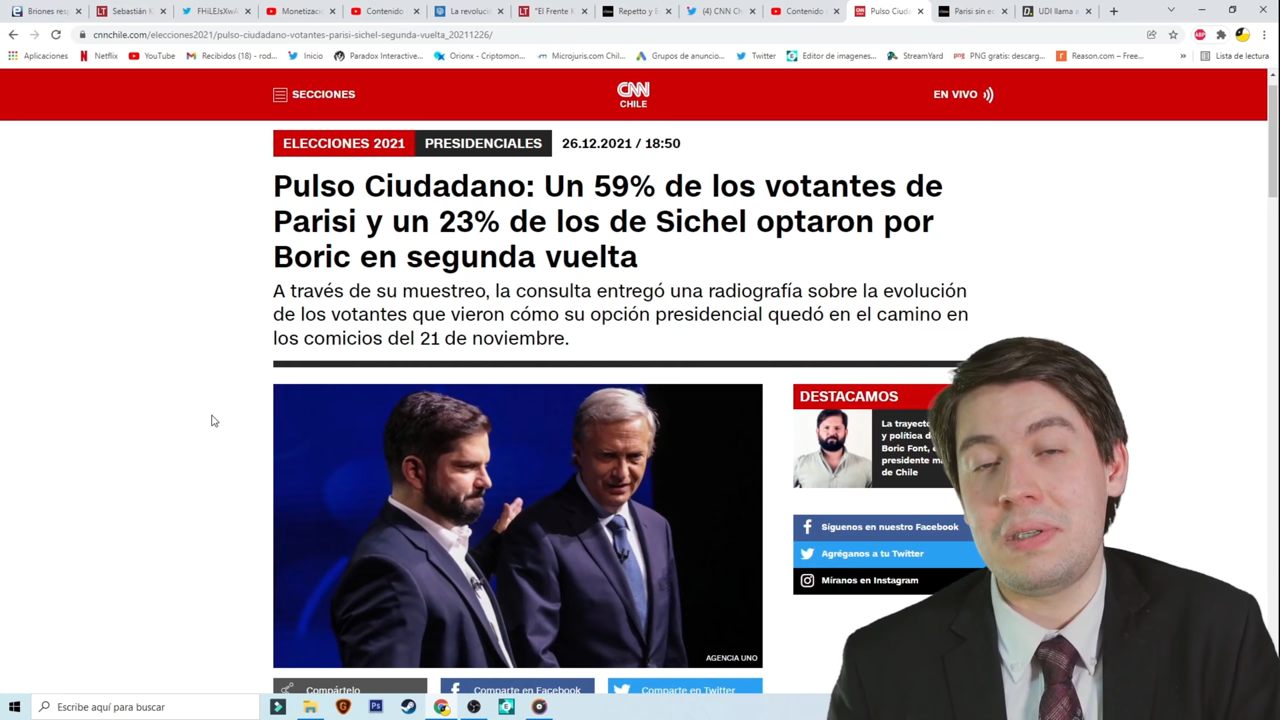 Briones res
Sebastián K
FHiLEJsXwA
Monetizaci
Contenido
La revoluci
"El Frente K
Repetto y E
(4) CNN Ch
Contenido
Pulso Ciuda
Parisi sin e
UDI llama a
cnnchile.com/elecciones2021/pulso-ciudadano-votantes-parisi-sichel-segunda-vuelta_20211226/
Aplicaciones
Netflix
YouTube
Recibidos (18) - rod...
Inicio
Paradox Interactive...
Orionx - Criptomon...
Microjuris.com Chil...
Grupos de anuncio...
Twitter
Editor de imagenes...
StreamYard
PNG gratis: descarg...
Reason.com – Free...
Lista de lectura
SECCIONES
CNN
CHILE
EN VIVO
ELECCIONES 2021
PRESIDENCIALES
26.12.2021 / 18:50
Pulso Ciudadano: Un 59% de los votantes de
Parisi y un 23% de los de Sichel optaron por
Boric en segunda vuelta
A través de su muestreo, la consulta entregó una radiografía sobre la evolución
de los votantes que vieron cómo su opción presidencial quedó en el camino en
los comicios del 21 de noviembre.
AGENCIA UNO
DESTACAMOS
La trayecto
y política d
Boric Font, e
presidente m
de Chile
Síguenos en nuestro Facebook
Agréganos a tu Twitter
Míranos en Instagram
Compártelo
Comparte en Facebook
Comparte en Twitter
Escribe aquí para buscar